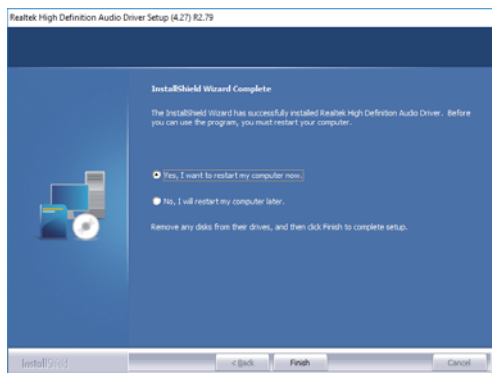 Realtek High Definition Audio Driver Setup (4.27) R2.79
InstallShield Wizard Complete
The InstallShield Wizard has successfully installed Realtek High Definition Audio Driver. Before
you can use the program, you must restart your computer.
Yes, I want to restart my computer now.
No, I will restart my computer later.
Remove any disks from their drives, and then click Finish to complete setup.
InstallShield
< Back
Finish
Cancel